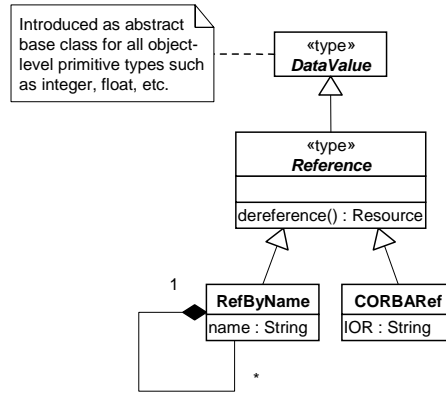 Introduced as abstract
base class for all object-
level primitive types such
as integer, float, etc.
«type»
DataValue
«type»
Reference
dereference() : Resource
1
RefByName
name : String
*
CORBARef
IOR : String